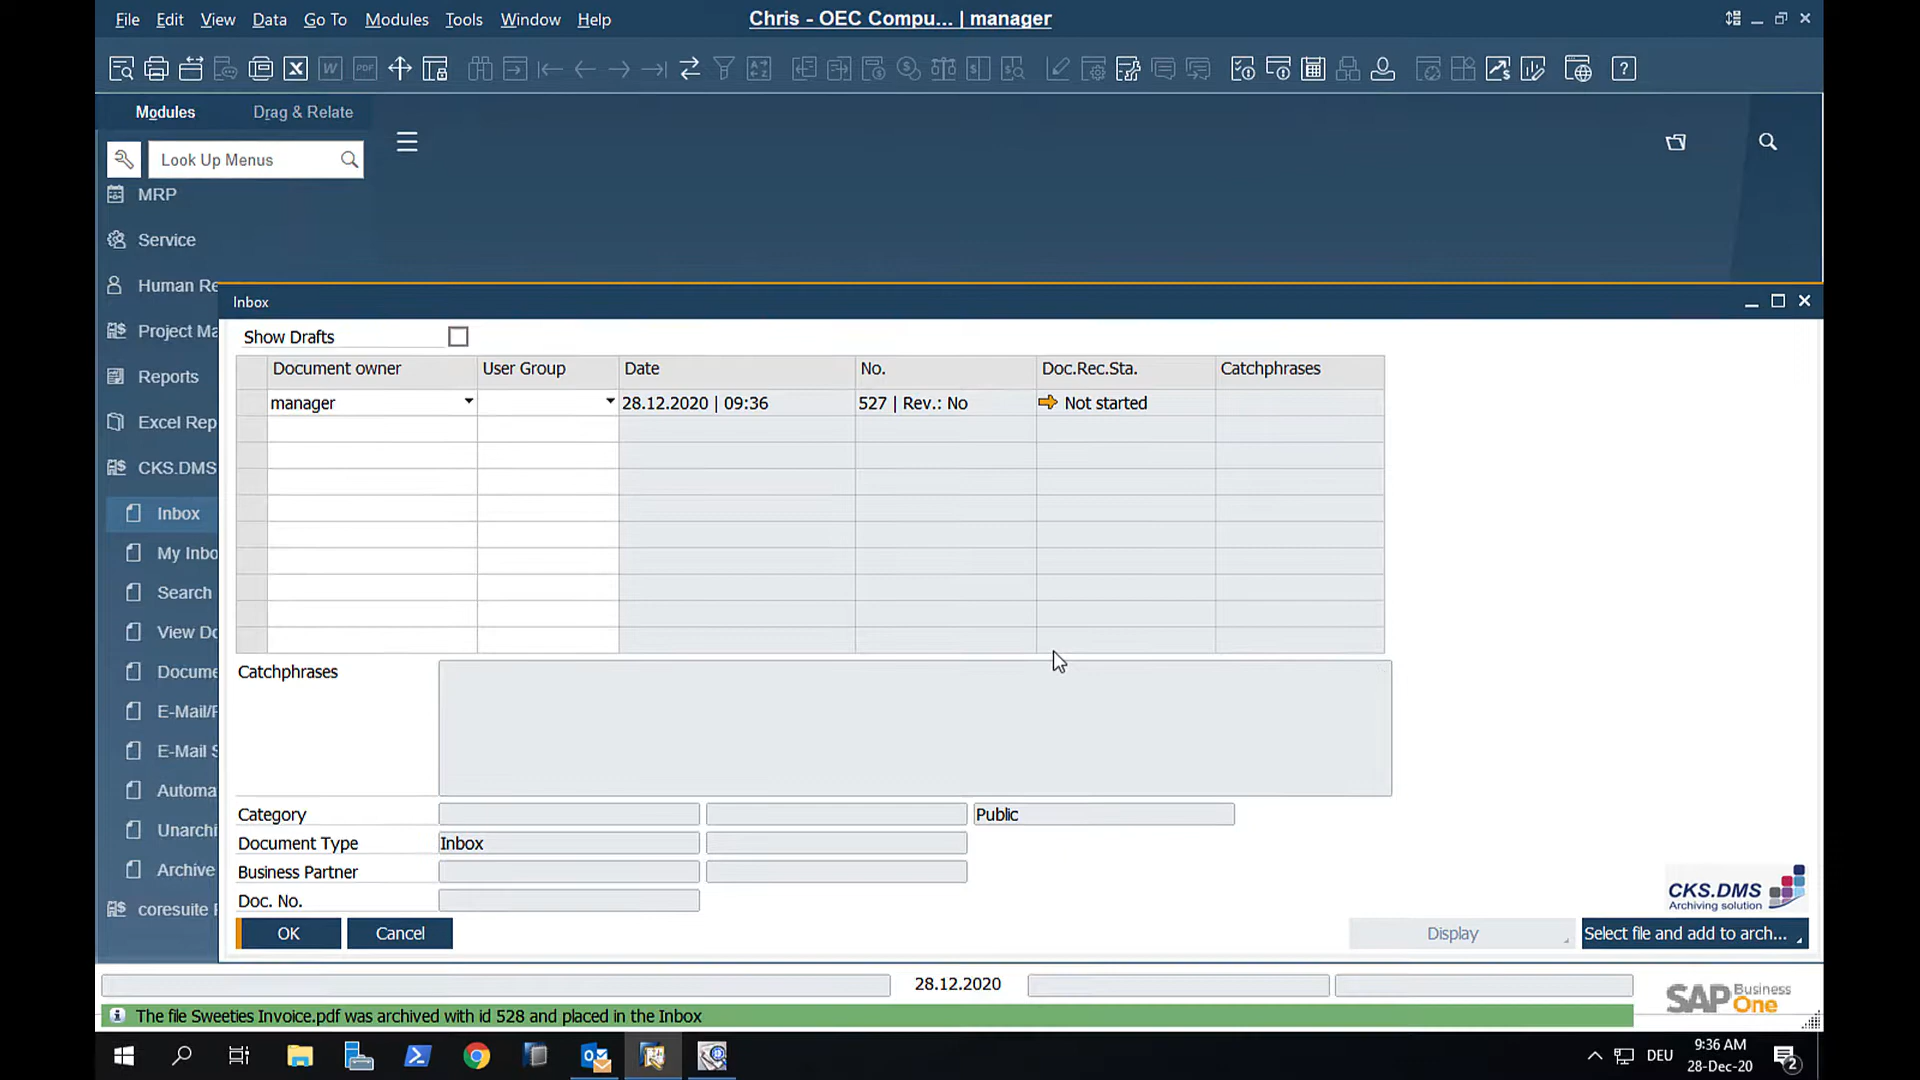 File Edit View Data Go To Modules Tools Window Help
Chris - OEC Compu... | manager
W PDF
A Z
?
Modules Drag & Relate
Look Up Menus
MRP
Service
Human Re
Project Ma
Reports
Excel Rep
CKS.DMS
Inbox
My Inbo
Search
View Do
Docume
E-Mail/F
E-Mail S
Automa
Unarchi
Archive
coresuite
Inbox
Show Drafts
Document owner User Group Date No. Doc.Rec.Sta. Catchphrases
manager 28.12.2020 | 09:36 527 | Rev.: No Not started
Catchphrases
Category Public
Document Type Inbox
Business Partner
Doc. No.
CKS.DMS
Archiving solution
OK Cancel Display Select file and add to arch...
28.12.2020
SAP Business One
The file Sweeties Invoice.pdf was archived with id 528 and placed in the Inbox
DEU
9:36 AM
28-Dec-20
2